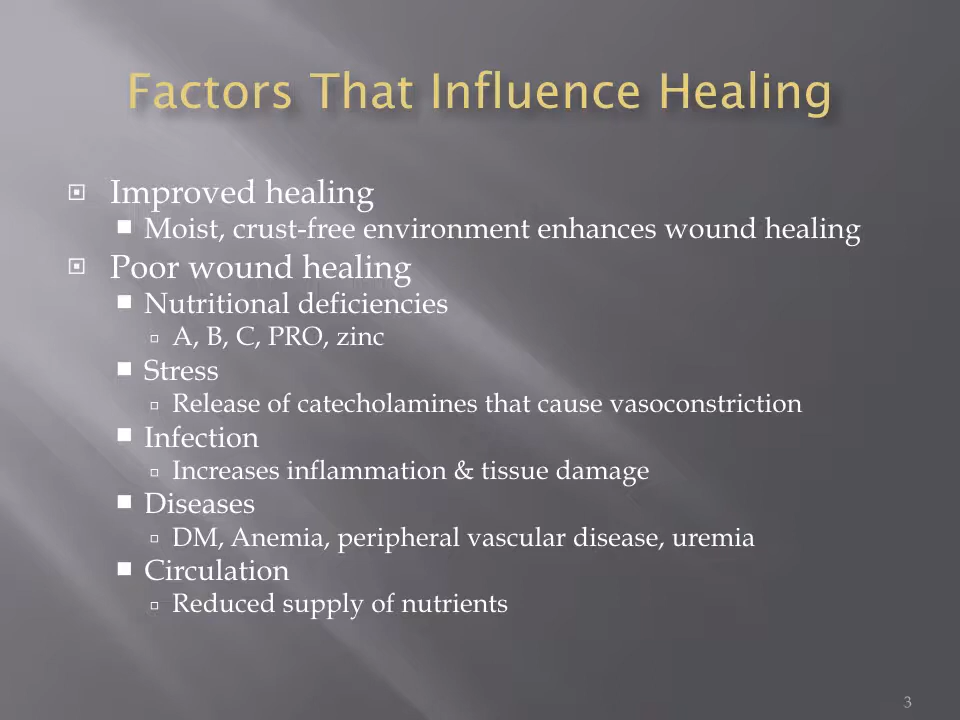 Factors That Influence Healing
Improved healing
Moist, crust-free environment enhances wound healing
Poor wound healing
Nutritional deficiencies
A, B, C, PRO, zinc
Stress
Release of catecholamines that cause vasoconstriction
Infection
Increases inflammation & tissue damage
Diseases
DM, Anemia, peripheral vascular disease, uremia
Circulation
Reduced supply of nutrients
3